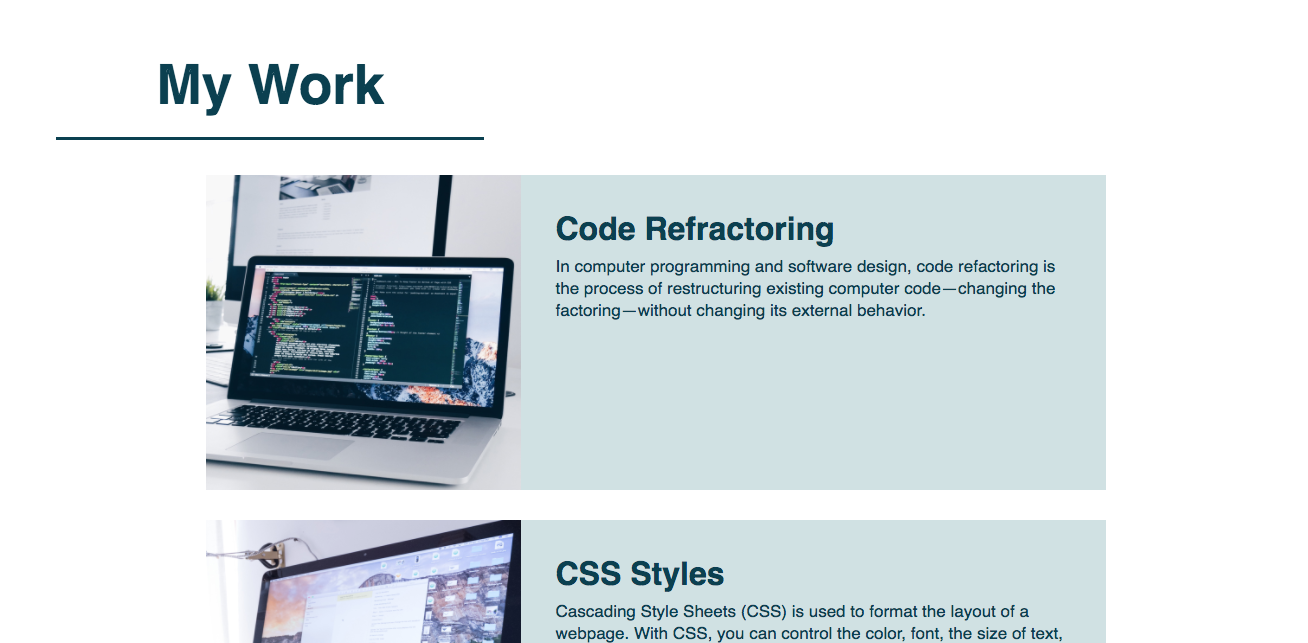 My Work
Code Refractoring
In computer programming and software design, code refactoring is
the process of restructuring existing computer code—changing the
factoring—without changing its external behavior.
CSS Styles
Cascading Style Sheets (CSS) is used to format the layout of a
webpage. With CSS, you can control the color, font, the size of text,